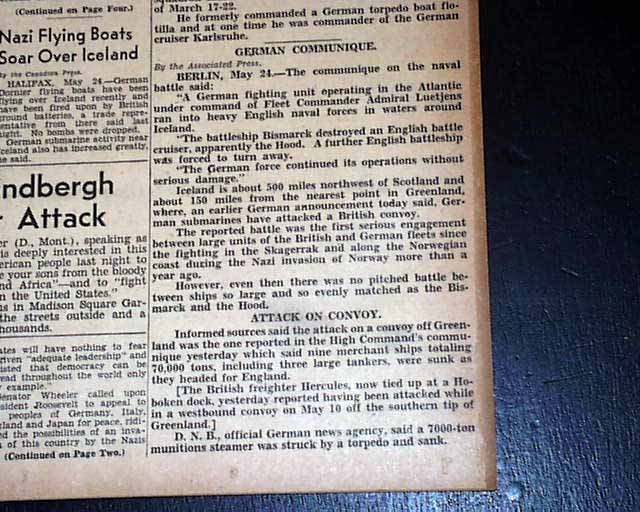 (Continued on Page Four.)
Nazi Flying Boats
Soar Over Iceland
by the Canadian Press.
HALIFAX, May 24.—German
Dornier flying boats have been
flying over Iceland recently and
have been fired upon by British
ground batteries, a trade repre-
sentative from there said last
night. No bombs were dropped.
German submarine activity near
Iceland also has increased greatly,
he said.
ndbergh
Attack
er (D., Mont.), speaking as
is deeply interested in this
erican people last night to
e your sons from the bloody
nd Africa"—and to "fight
n the United States."
s in Madison Square Gar-
the streets outside and a
housands.
ates will have nothing to fear
iven "adequate leadership" and
isted that democracy can be
read throughout the world only
example."
enator Wheeler called upon
sident Roosevelt to appeal to
peoples of Germany, Italy,
gland and Japan for peace, ridi-
ed the possibilities of an inva-
of this country by the Nazis
(Continued on Page Two.)
of March 17-22.
He formerly commanded a German torpedo boat flo-
tilla and at one time he was commander of the German
cruiser Karlsruhe.
GERMAN COMMUNIQUE.
By the Associated Press.
BERLIN, May 24.—The communique on the naval
battle said:
"A German fighting unit operating in the Atlantic
under command of Fleet Commander Admiral Luetjens
ran into heavy English naval forces in waters around
Iceland.
"The battleship Bismarck destroyed an English battle
cruiser, apparently the Hood. A further English battleship
was forced to turn away.
"The German force continued its operations without
serious damage."
Iceland is about 500 miles northwest of Scotland and
about 150 miles from the nearest point in Greenland,
where, an earlier German announcement today said, Ger-
man submarines have attacked a British convoy.
The reported battle was the first serious engagement
between large units of the British and German fleets since
the fighting in the Skagerrak and along the Norwegian
coast during the Nazi invasion of Norway more than a
year ago.
However, even then there was no pitched battle be-
tween ships so large and so evenly matched as the Bis-
marck and the Hood.
ATTACK ON CONVOY.
Informed sources said the attack on a convoy off Green-
land was the one reported in the High Command's commu-
nique yesterday which said nine merchant ships totaling
70,000 tons, including three large tankers, were sunk as
they headed for England.
[The British freighter Hercules, now tied up at a Ho-
boken dock, yesterday reported having been attacked while
in a westbound convoy on May 10 off the southern tip of
Greenland.]
D. N. B., official German news agency, said a 7000-ton
munitions steamer was struck by a torpedo and sank.